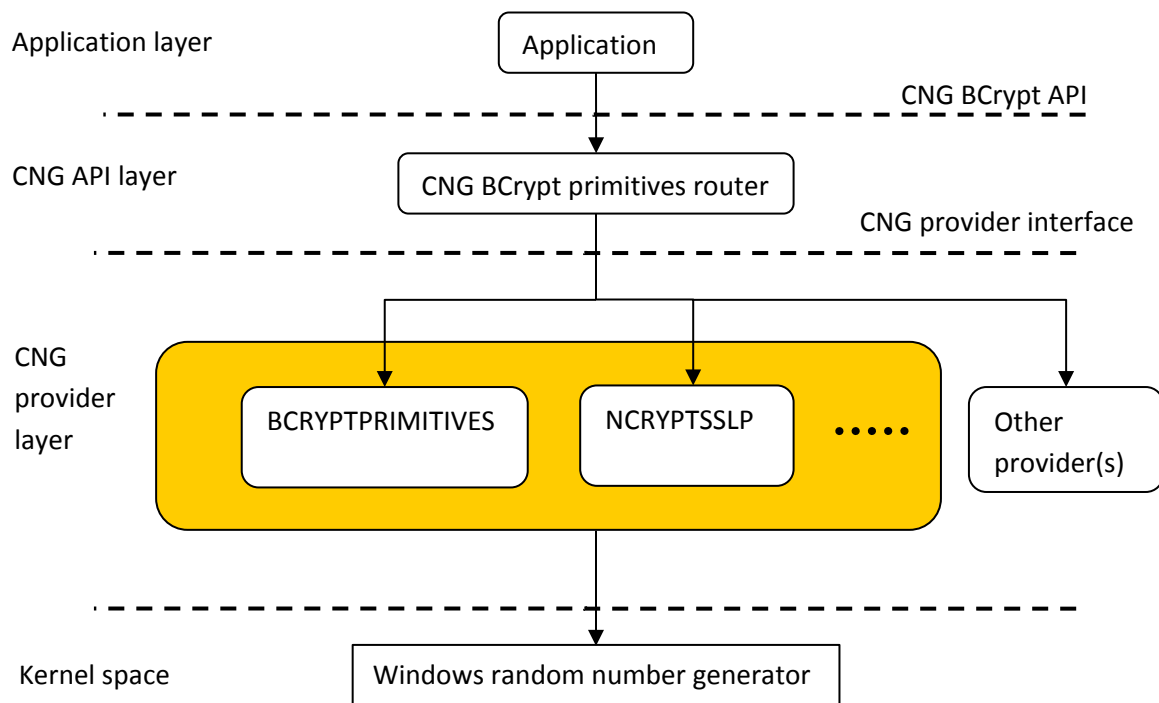 Application layer
Application
CNG BCrypt API
CNG API layer
CNG BCrypt primitives router
CNG provider interface
CNG
provider
layer
BCRYPTPRIMITIVES
NCRYPTSSLP
.....
Other
provider(s)
Kernel space
Windows random number generator